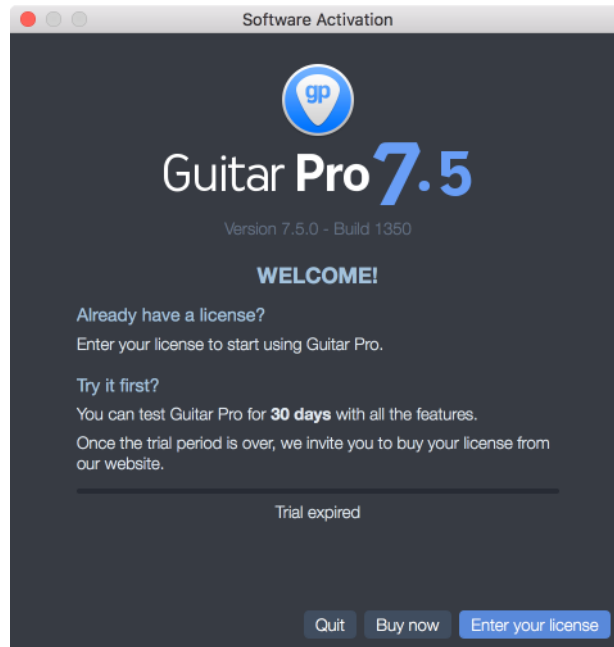 Software Activation
gp
Guitar Pro 7.5
Version 7.5.0 - Build 1350
WELCOME!
Already have a license?
Enter your license to start using Guitar Pro.
Try it first?
You can test Guitar Pro for 30 days with all the features.
Once the trial period is over, we invite you to buy your license from
our website.
Trial expired
Quit Buy now Enter your license